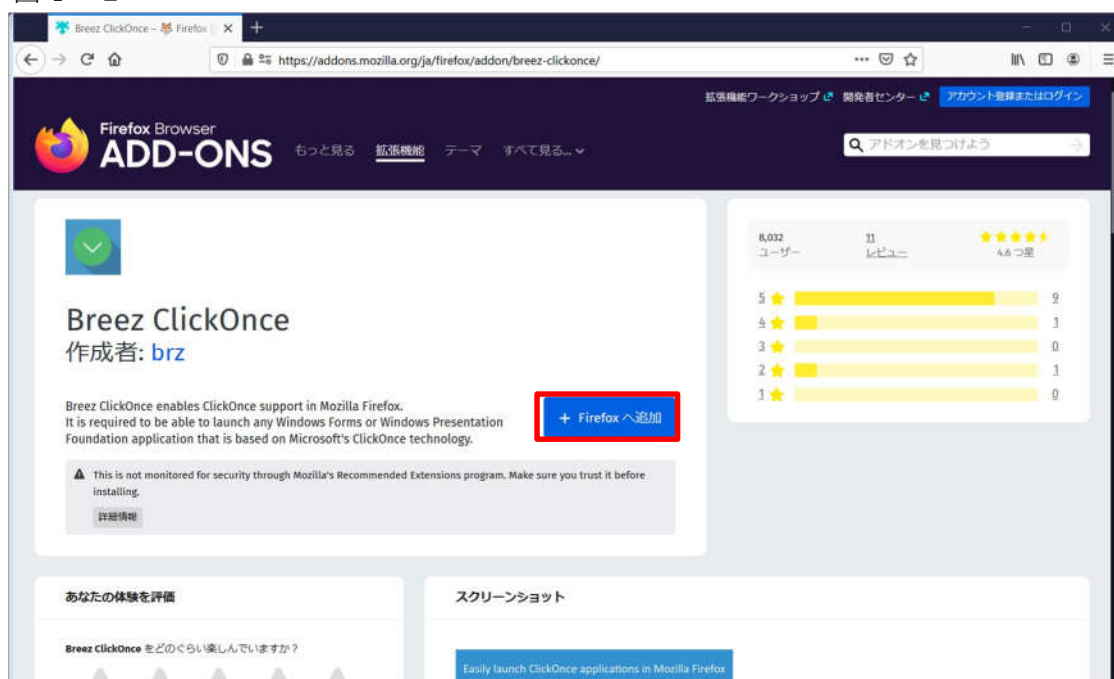 Breez ClickOnce – Firefox
https://addons.mozilla.org/ja/firefox/addon/breez-clickonce/
拡張機能ワークショップ 開発者センター アカウント登録またはログイン
Firefox Browser
ADD-ONS もっと見る 拡張機能 テーマ すべて見る...
アドオンを見つけよう
8,032 11
ユーザー レビュー 4.6 つ星
5 9
4 1
3 0
2 1
1 0
Breez ClickOnce
作成者: brz
Breez ClickOnce enables ClickOnce support in Mozilla Firefox.
It is required to be able to launch any Windows Forms or Windows Presentation
Foundation application that is based on Microsoft's ClickOnce technology.
+ Firefox へ追加
This is not monitored for security through Mozilla's Recommended Extensions program. Make sure you trust it before
installing.
詳細情報
あなたの体験を評価
Breez ClickOnce をどのぐらい楽しんでいますか？
スクリーンショット
Easily launch ClickOnce applications in Mozilla Firefox